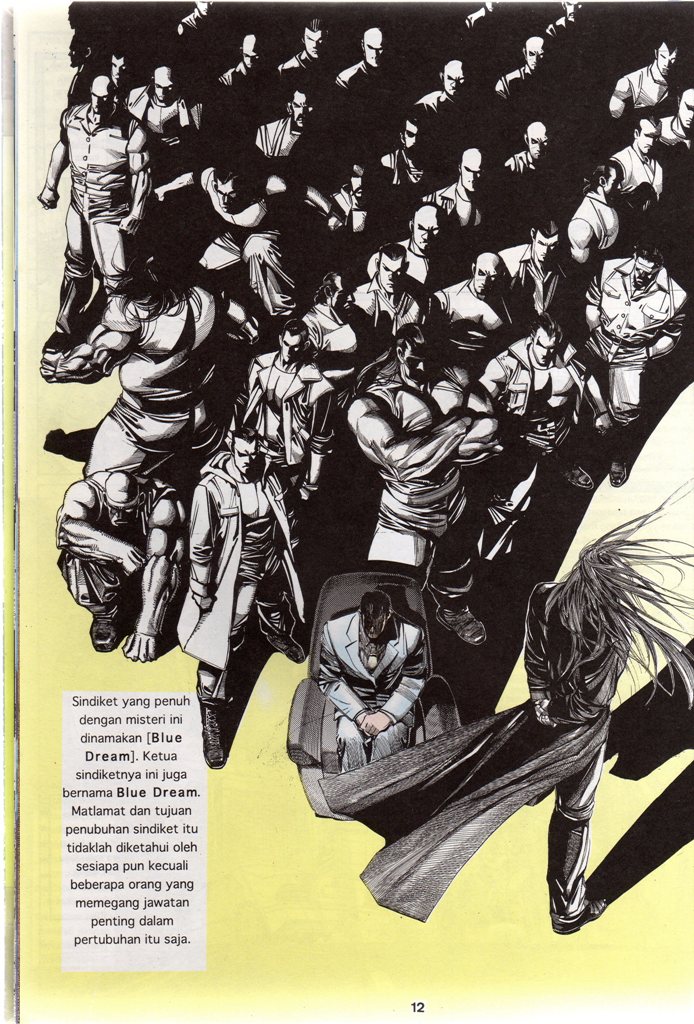 Sindiket yang penuh
dengan misteri ini
dinamakan [Blue
Dream]. Ketua
sindiketnya ini juga
bernama Blue Dream.
Matlamat dan tujuan
penubuhan sindiket itu
tidaklah diketahui oleh
sesiapa pun kecuali
beberapa orang yang
memegang jawatan
penting dalam
pertubuhan itu saja.
12